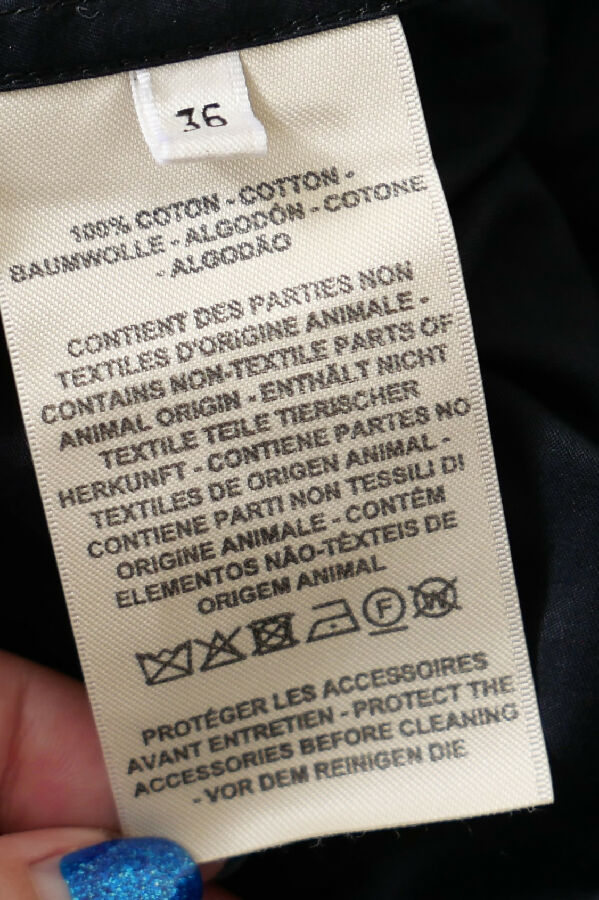 36
100% COTON - COTTON -
BAUMWOLLE - ALGODÓN - COTONE
- ALGODÃO
CONTIENT DES PARTIES NON
TEXTILES D'ORIGINE ANIMALE -
CONTAINS NON-TEXTILE PARTS OF
ANIMAL ORIGIN - ENTHÄLT NICHT
TEXTILE TEILE TIERISCHER
HERKUNFT - CONTIENE PARTES NO
TEXTILES DE ORIGEN ANIMAL -
CONTIENE PARTI NON TESSILI DI
ORIGINE ANIMALE - CONTÉM
ELEMENTOS NÃO-TÊXTEIS DE
ORIGEM ANIMAL
F W
PROTÉGER LES ACCESSOIRES
AVANT ENTRETIEN - PROTECT THE
ACCESSORIES BEFORE CLEANING
- VOR DEM REINIGEN DIE